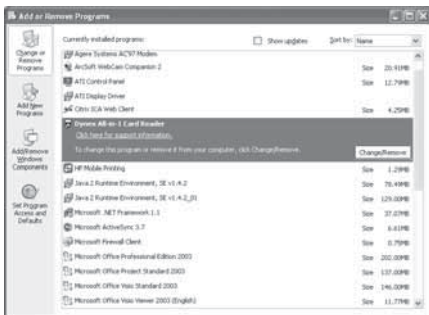 Add or Remove Programs
Change or
Remove
Programs
Add New
Programs
Add/Remove
Windows
Components
Set Program
Access and
Defaults
Currently installed programs:
Show updates
Sort by: Name
Agere Systems AC'97 Modem
ArcSoft WebCam Companion 2 Size 20.91MB
ATI Control Panel Size 12.79MB
ATI Display Driver
Citrix ICA Web Client Size 4.25MB
Dynex All-in-1 Card Reader
Click here for support information.
To change this program or remove it from your computer, click Change/Remove.
Change/Remove
HP Mobile Printing Size 1.29MB
Java 2 Runtime Environment, SE v1.4.2 Size 78.49MB
Java 2 Runtime Environment, SE v1.4.2_01 Size 129.00MB
Microsoft .NET Framework 1.1 Size 37.07MB
Microsoft ActiveSync 3.7 Size 6.61MB
Microsoft Firewall Client Size 0.75MB
Microsoft Office Professional Edition 2003 Size 202.00MB
Microsoft Office Project Standard 2003 Size 137.00MB
Microsoft Office Visio Standard 2003 Size 146.00MB
Microsoft Office Visio Viewer 2003 (English) Size 11.77MB